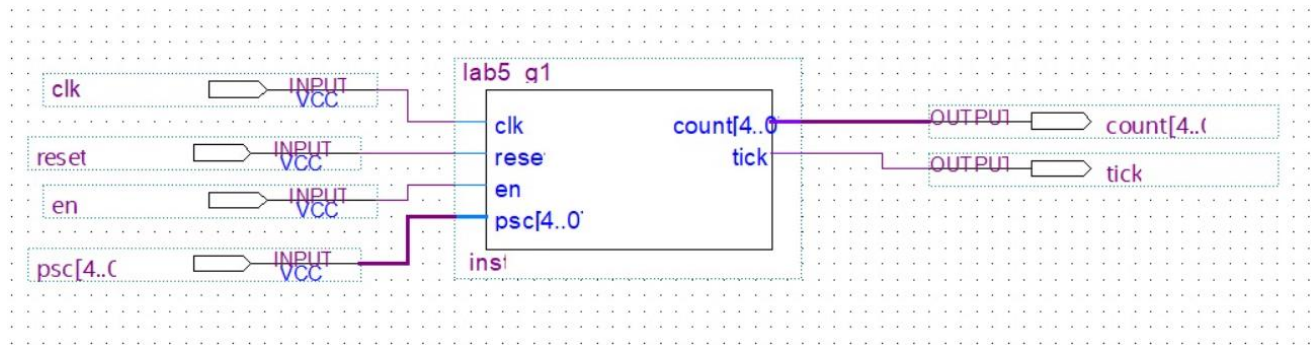 lab5_g1
clk INPUT VCC
reset INPUT VCC
en INPUT VCC
psc[4..0 INPUT VCC
clk
rese
en
psc[4..0]
count[4..0
tick
inst
OUTPUT count[4..0
OUTPUT tick